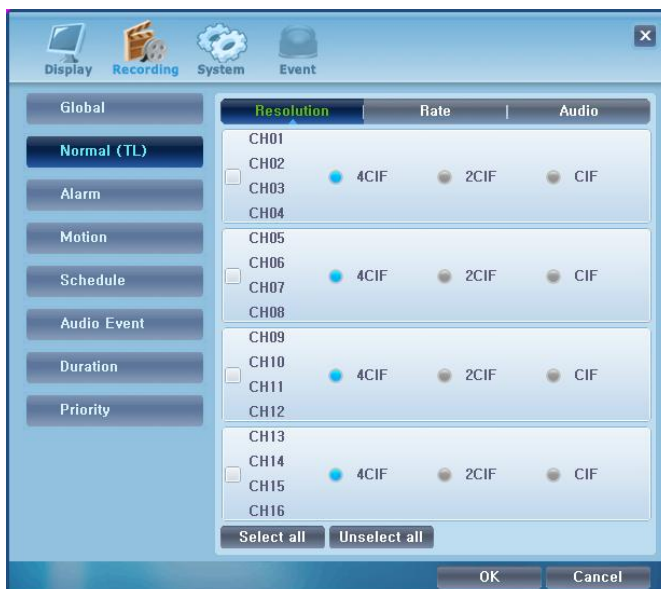 Display Recording System Event
Global
Normal (TL)
Alarm
Motion
Schedule
Audio Event
Duration
Priority
Resolution | Rate | Audio
CH01
CH02
CH03
CH04
4CIF 2CIF CIF
CH05
CH06
CH07
CH08
4CIF 2CIF CIF
CH09
CH10
CH11
CH12
4CIF 2CIF CIF
CH13
CH14
CH15
CH16
4CIF 2CIF CIF
Select all Unselect all
OK Cancel